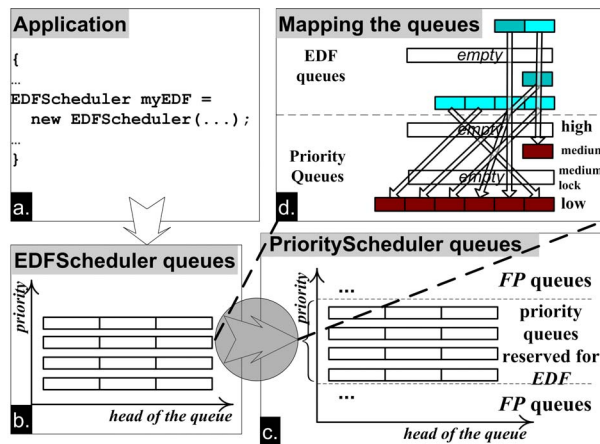 Application
{
...
EDFScheduler myEDF =
new EDFScheduler(...);
...
}
a.
Mapping the queues
EDF
queues
empty
Priority
Queues
empty
high
medium
empty
medium
lock
low
d.
EDFScheduler queues
priority
head of the queue
b.
PriorityScheduler queues
priority
...
FP queues
priority
queues
reserved for
EDF
...
FP queues
head of the queue
c.